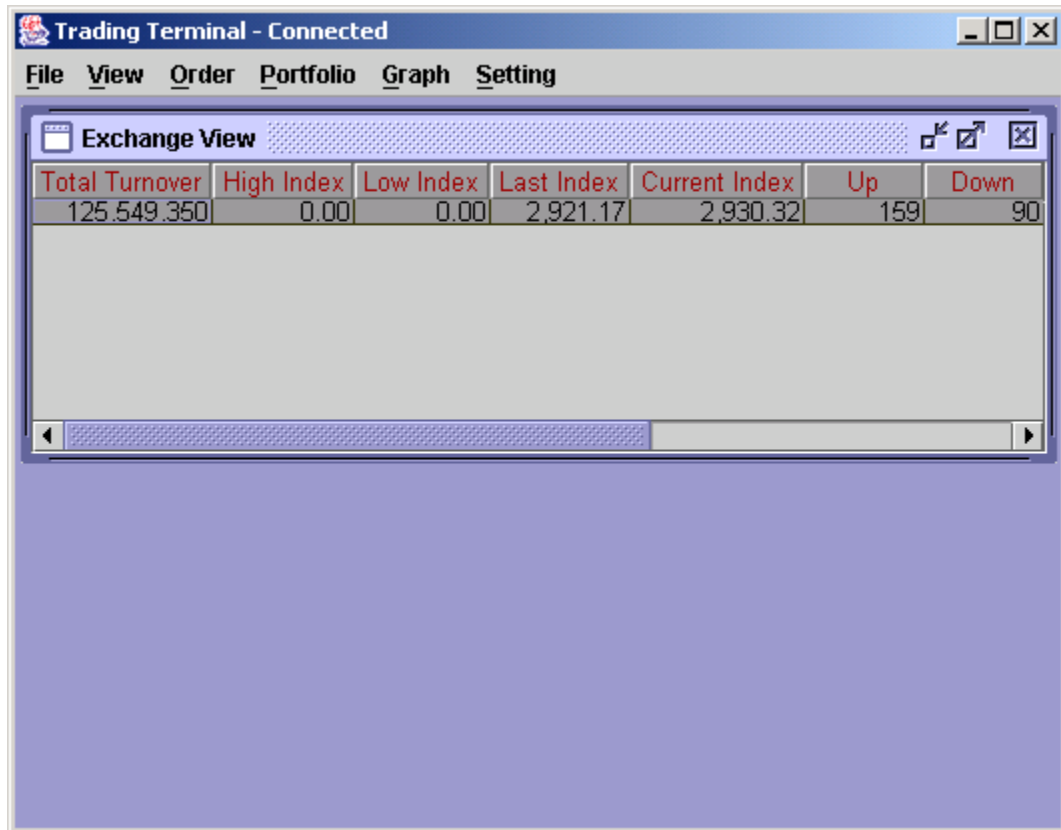 Trading Terminal - Connected
File View Order Portfolio Graph Setting
Exchange View
Total Turnover High Index Low Index Last Index Current Index Up Down
125.549.350 0.00 0.00 2,921.17 2,930.32 159 90